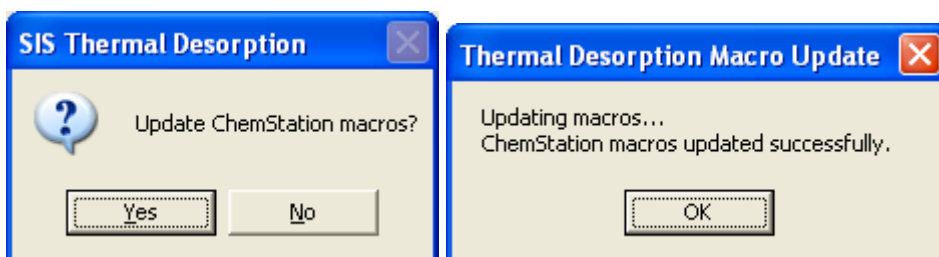 SIS Thermal Desorption
Update ChemStation macros?
Yes
No
Thermal Desorption Macro Update
Updating macros...
ChemStation macros updated successfully.
OK